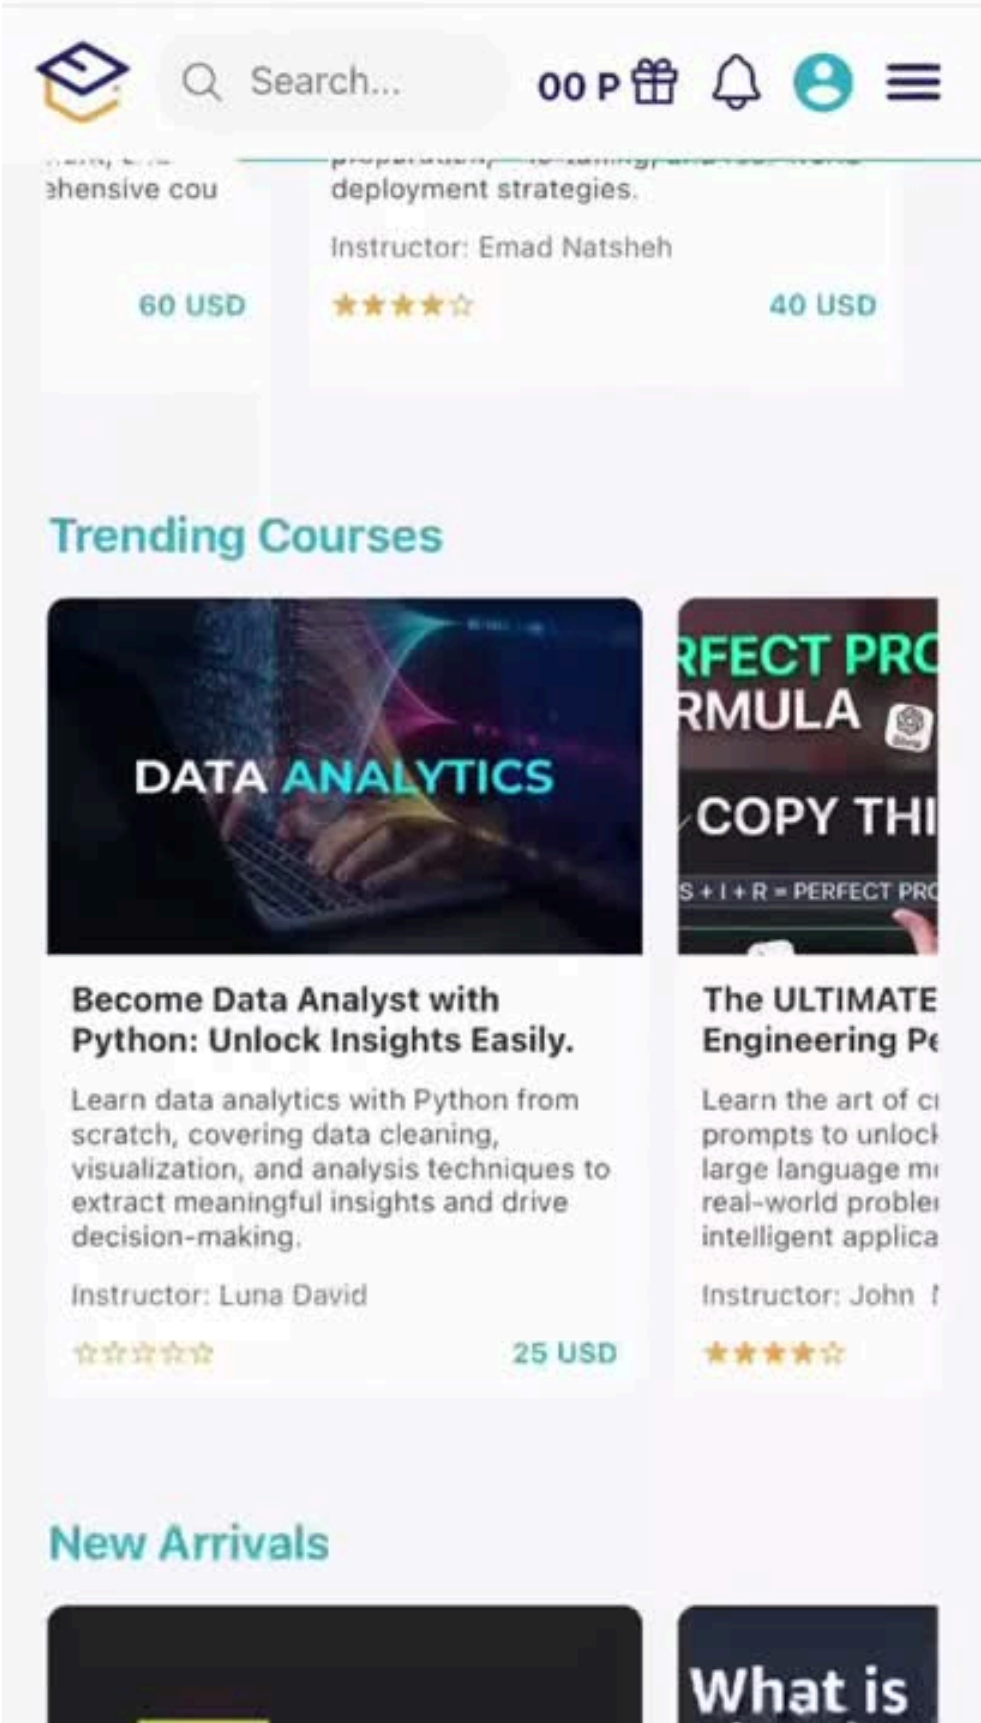 Search...
00 P
ehensive cou
deployment strategies.
Instructor: Emad Natsheh
60 USD
40 USD
Trending Courses
DATA ANALYTICS
RFECT PRO
RMULA
COPY THI
S + I + R = PERFECT PRO
Become Data Analyst with
Python: Unlock Insights Easily.
Learn data analytics with Python from
scratch, covering data cleaning,
visualization, and analysis techniques to
extract meaningful insights and drive
decision-making.
Instructor: Luna David
25 USD
The ULTIMATE
Engineering Pe
Learn the art of cr
prompts to unlock
large language mo
real-world problem
intelligent applica
Instructor: John
New Arrivals
What is